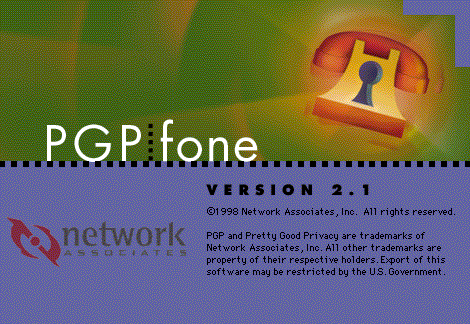 PGPfone
VERSION 2.1
©1998 Network Associates, Inc. All rights reserved.
PGP and Pretty Good Privacy are trademarks of
Network Associates, Inc. All other trademarks are
property of their respective holders. Export of this
software may be restricted by the U.S. Government.
network
ASSOCIATES